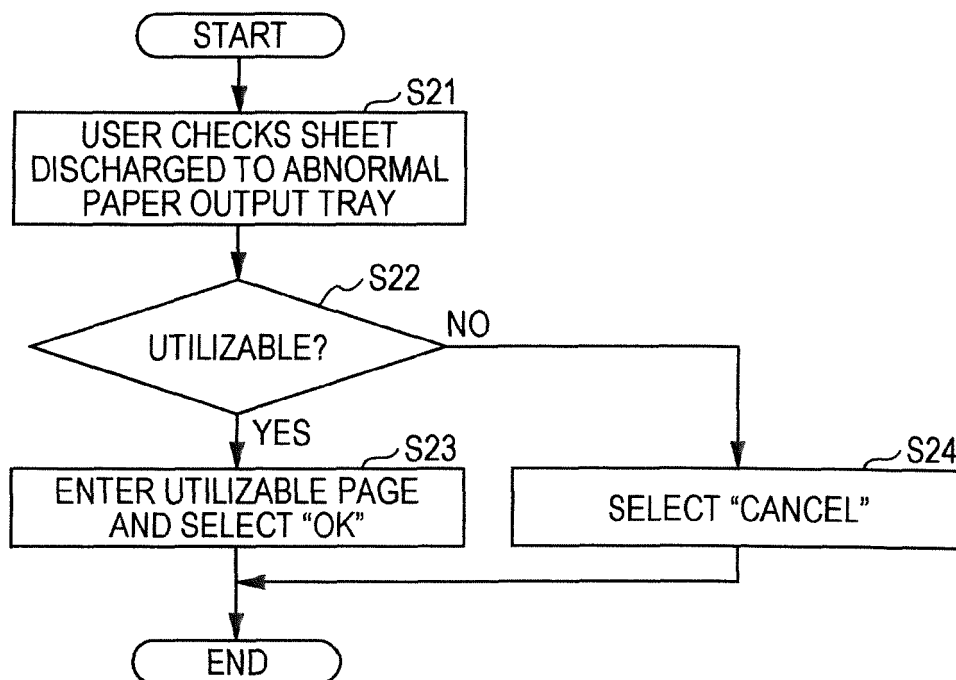 START
S21
USER CHECKS SHEET
DISCHARGED TO ABNORMAL
PAPER OUTPUT TRAY
S22
UTILIZABLE?
NO
YES
S23
ENTER UTILIZABLE PAGE
AND SELECT “OK”
S24
SELECT “CANCEL”
END